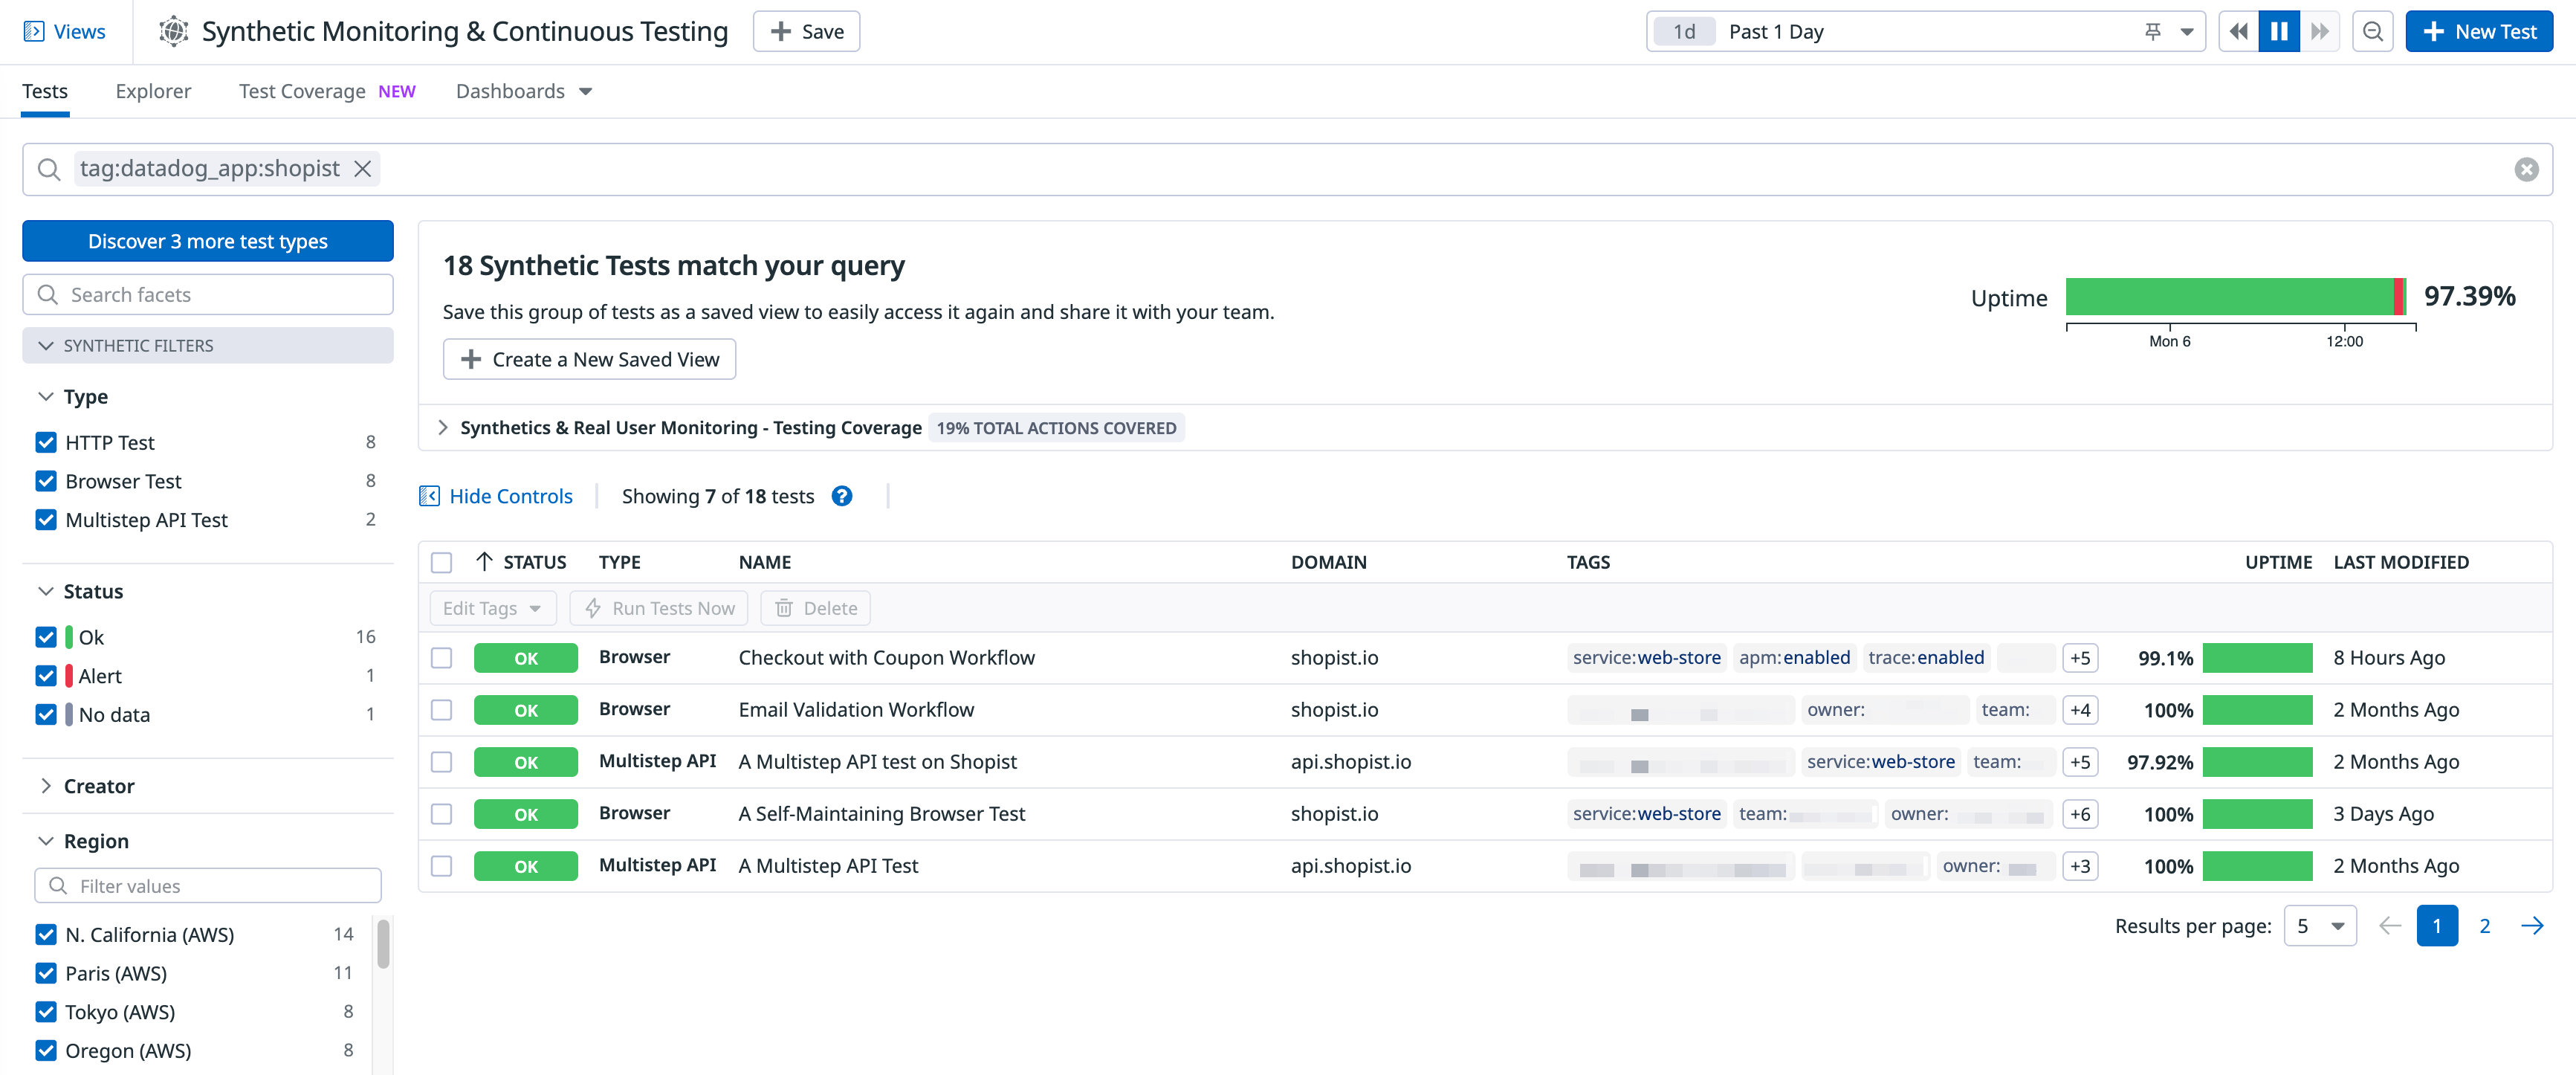 Views
Synthetic Monitoring & Continuous Testing
Save
1d Past 1 Day
New Test
Tests Explorer Test Coverage NEW Dashboards
tag:datadog_app:shopist
Discover 3 more test types
Search facets
SYNTHETIC FILTERS
Type
HTTP Test 8
Browser Test 8
Multistep API Test 2
Status
Ok 16
Alert 1
No data 1
Creator
Region
Filter values
N. California (AWS) 14
Paris (AWS) 11
Tokyo (AWS) 8
Oregon (AWS) 8
18 Synthetic Tests match your query
Save this group of tests as a saved view to easily access it again and share it with your team.
Create a New Saved View
Uptime 97.39%
Mon 6 12:00
Synthetics & Real User Monitoring - Testing Coverage 19% TOTAL ACTIONS COVERED
Hide Controls Showing 7 of 18 tests ?
STATUS TYPE NAME DOMAIN TAGS UPTIME LAST MODIFIED
Edit Tags Run Tests Now Delete
OK Browser Checkout with Coupon Workflow shopist.io service:web-store apm:enabled trace:enabled +5 99.1% 8 Hours Ago
OK Browser Email Validation Workflow shopist.io owner: team: +4 100% 2 Months Ago
OK Multistep API A Multistep API test on Shopist api.shopist.io service:web-store team: +5 97.92% 2 Months Ago
OK Browser A Self-Maintaining Browser Test shopist.io service:web-store team: owner: +6 100% 3 Days Ago
OK Multistep API A Multistep API Test api.shopist.io owner: +3 100% 2 Months Ago
Results per page: 5 1 2